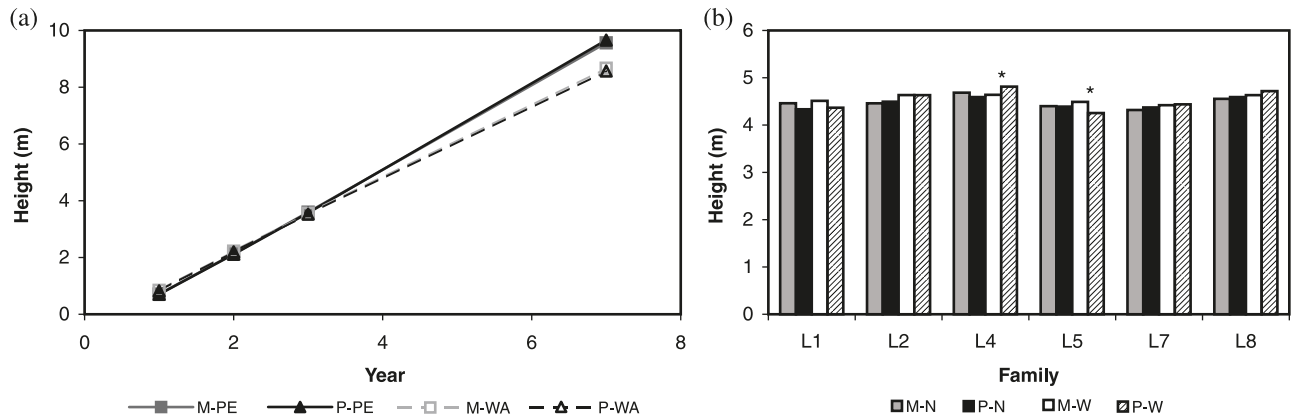 (a)
10
8
6
4
2
0
Height (m)
0 2 4 6 8
Year
M-PE P-PE M-WA P-WA
(b)
6
5
4
3
2
1
0
Height (m)
* *
L1 L2 L4 L5 L7 L8
Family
M-N P-N M-W P-W